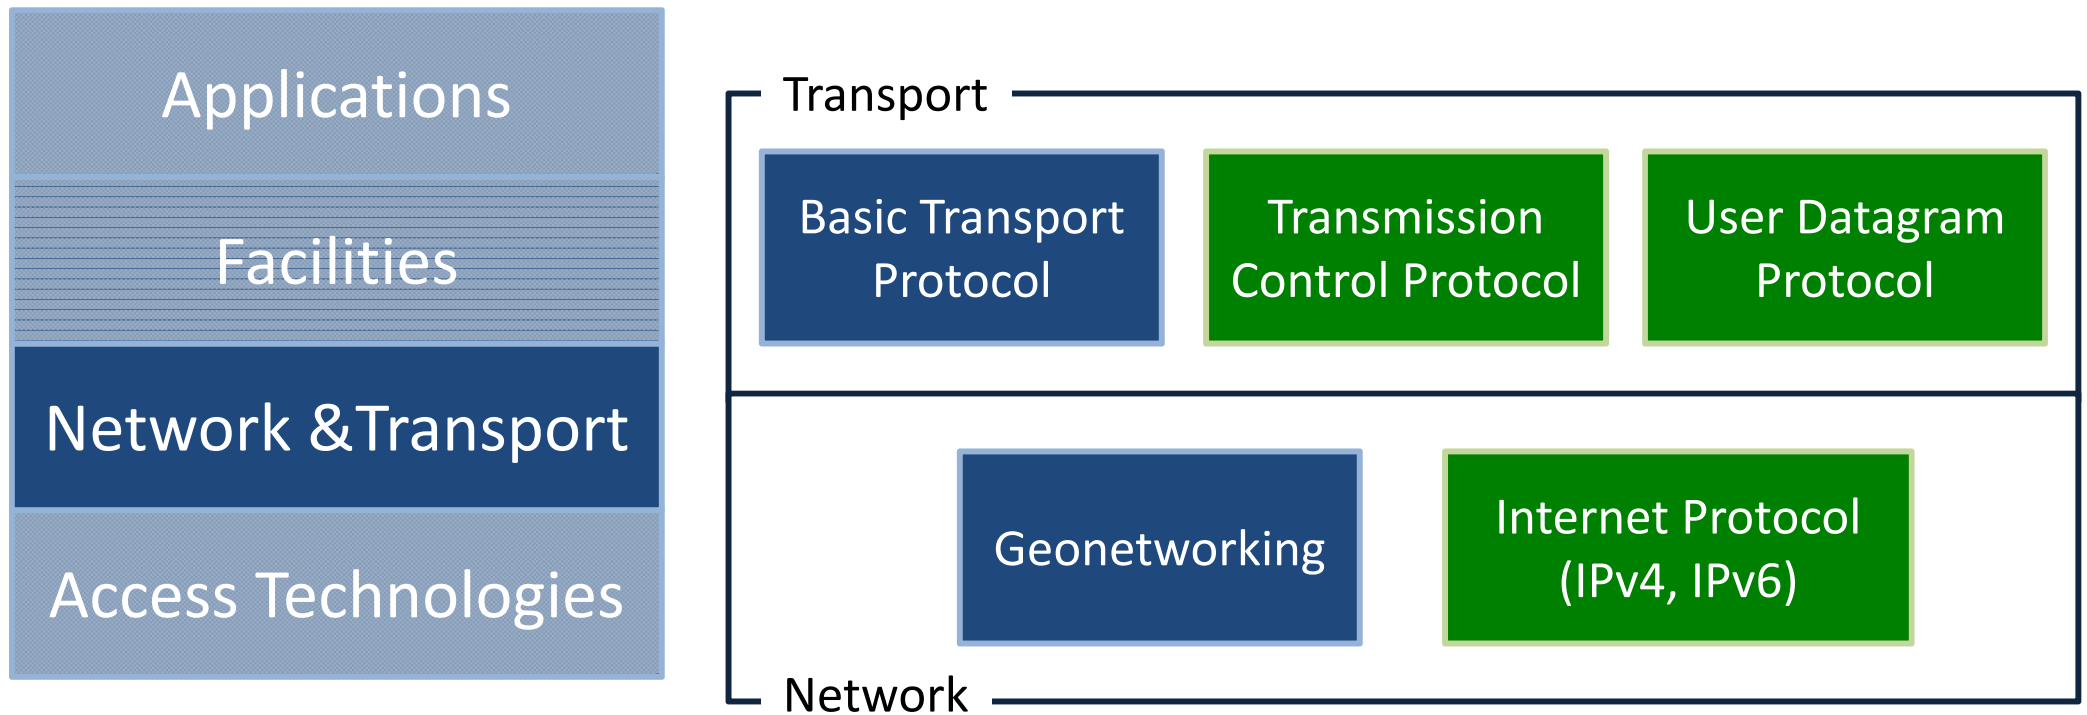 Applications
Facilities
Network &Transport
Access Technologies
Transport
Basic Transport
Protocol
Transmission
Control Protocol
User Datagram
Protocol
Geonetworking
Internet Protocol
(IPv4, IPv6)
Network